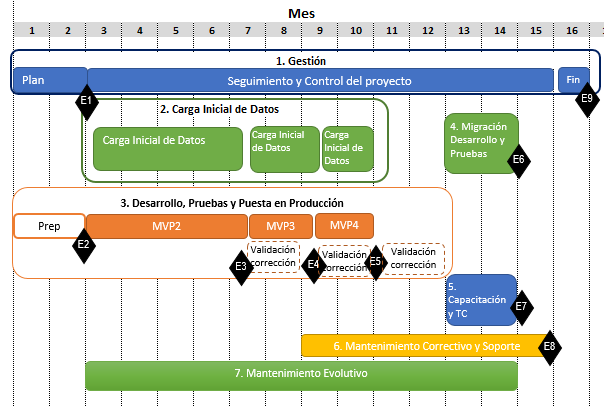 Mes
1 2 3 4 5 6 7 8 9 10 11 12 13 14 15 16
1. Gestión
Plan
Seguimiento y Control del proyecto
Fin
E1
E9
2. Carga Inicial de Datos
Carga Inicial de Datos
Carga Inicial
de Datos
Carga
Inicial de
Datos
4. Migración
Desarrollo y
Pruebas
E6
3. Desarrollo, Pruebas y Puesta en Producción
Prep
MVP2
MVP3
MVP4
E2
Validación
corrección
Validación
corrección
Validación
corrección
E3
E4
E5
5.
Capacitación
y TC
E7
6. Mantenimiento Correctivo y Soporte
E8
7. Mantenimiento Evolutivo